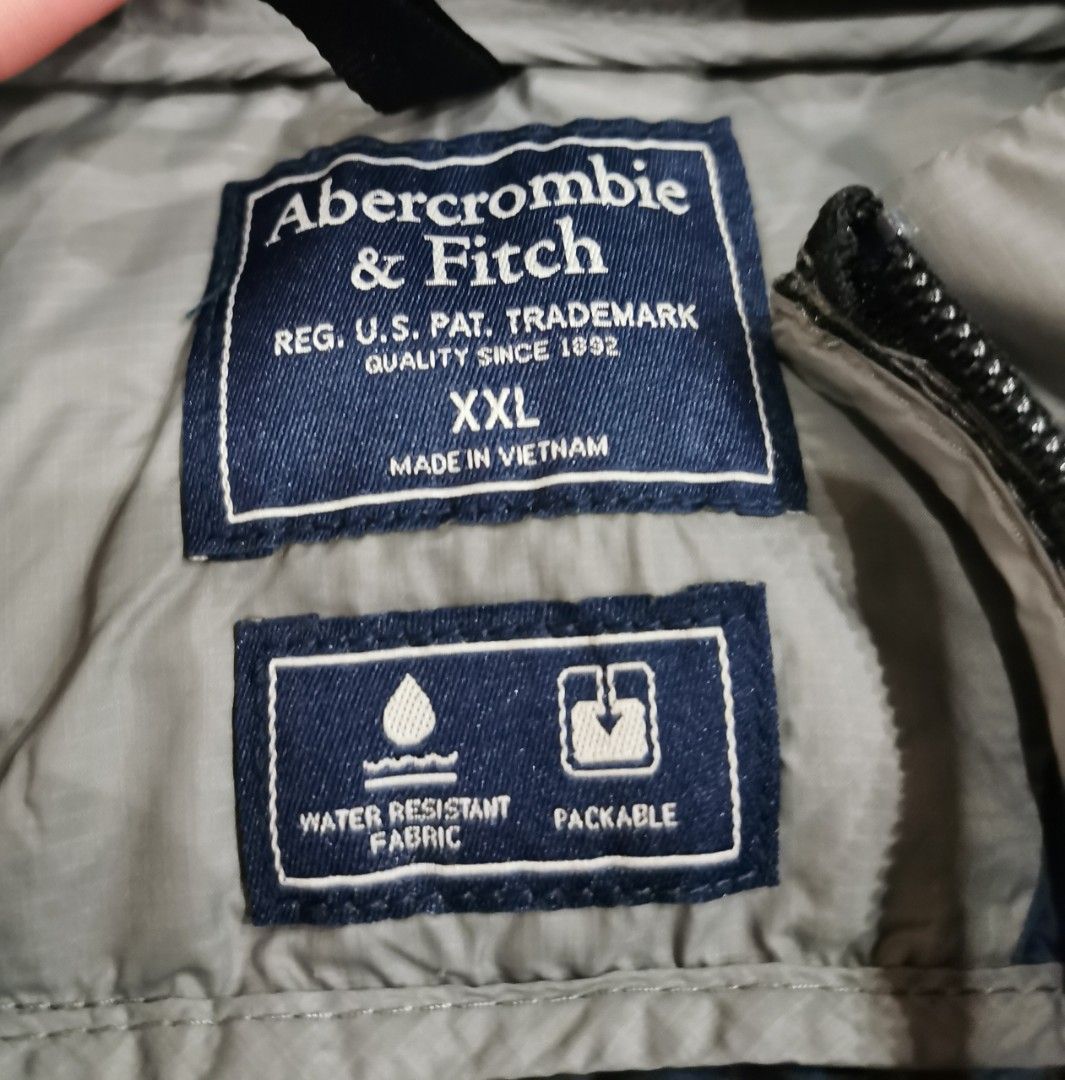 Abercrombie
& Fitch
REG. U.S. PAT. TRADEMARK
QUALITY SINCE 1892
XXL
MADE IN VIETNAM
WATER RESISTANT
FABRIC
PACKABLE